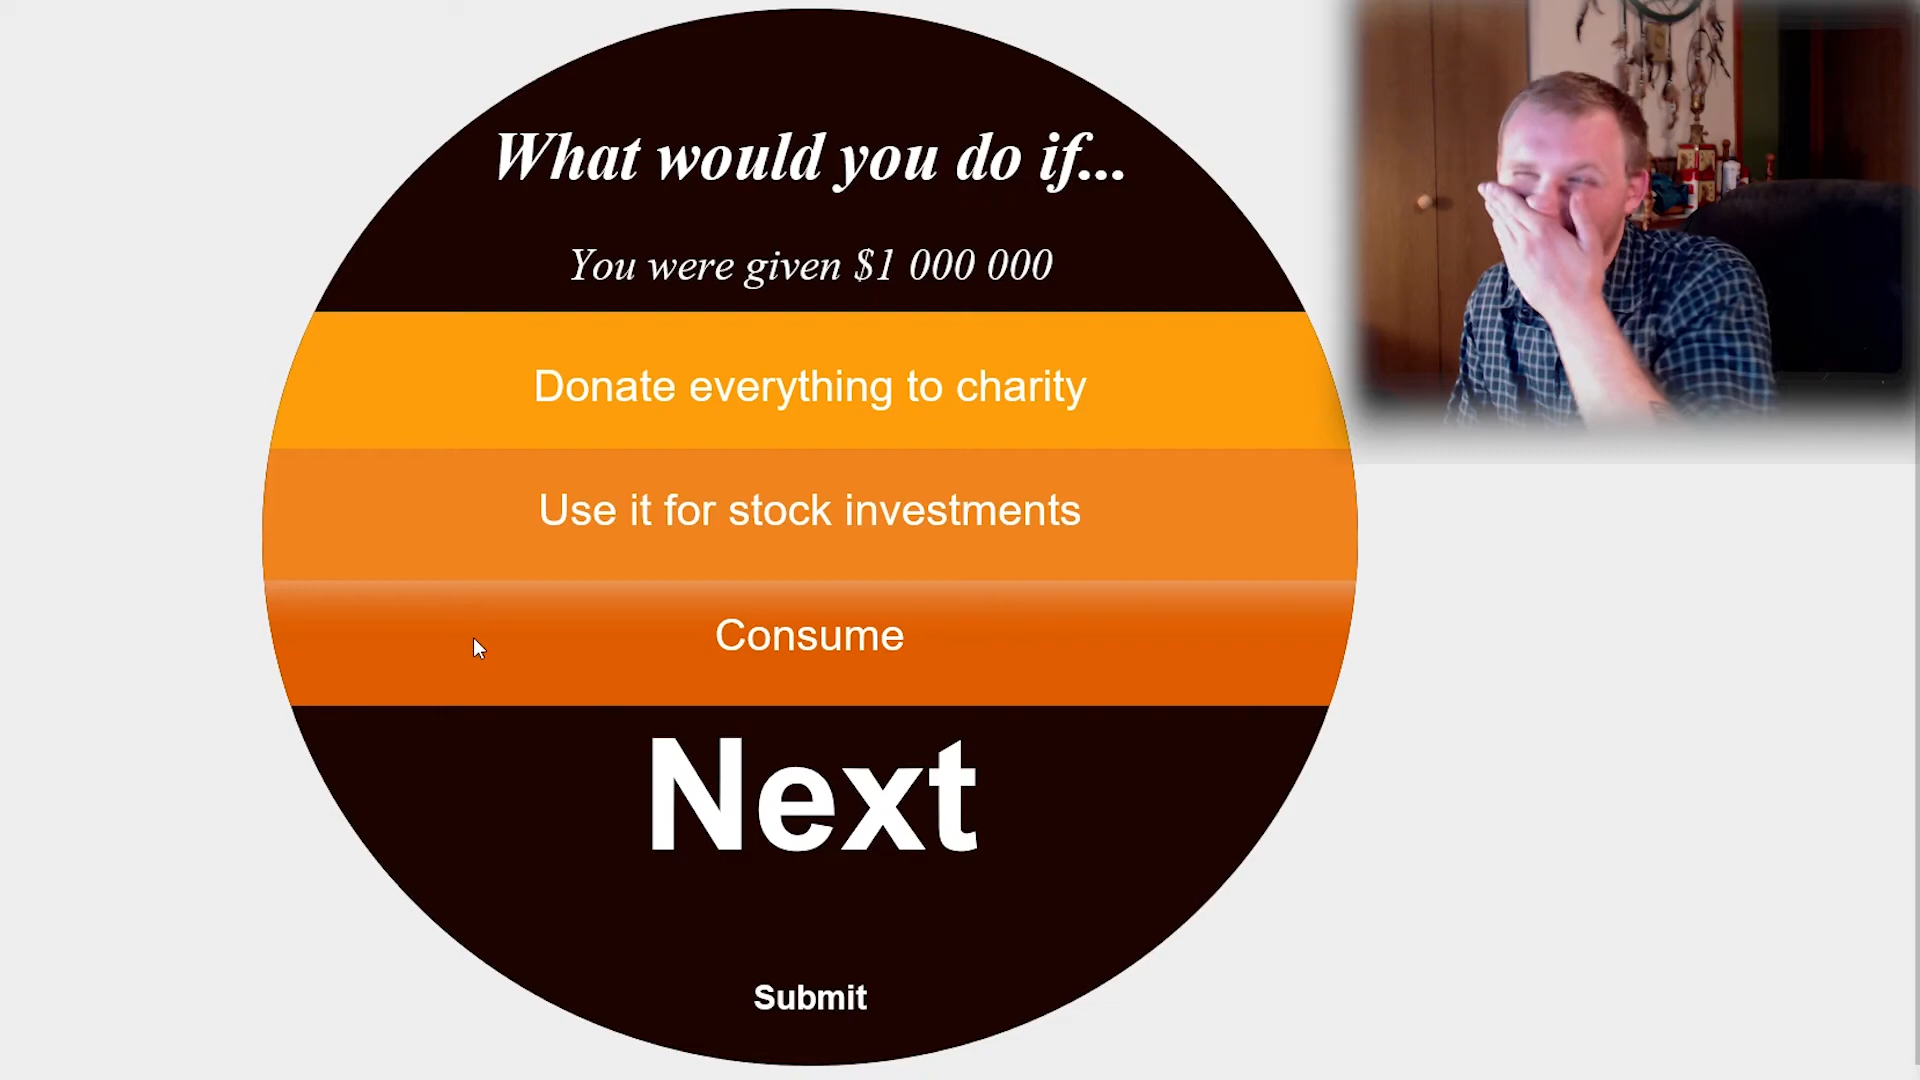 What would you do if...
You were given $1 000 000
Donate everything to charity
Use it for stock investments
Consume
Next
Submit